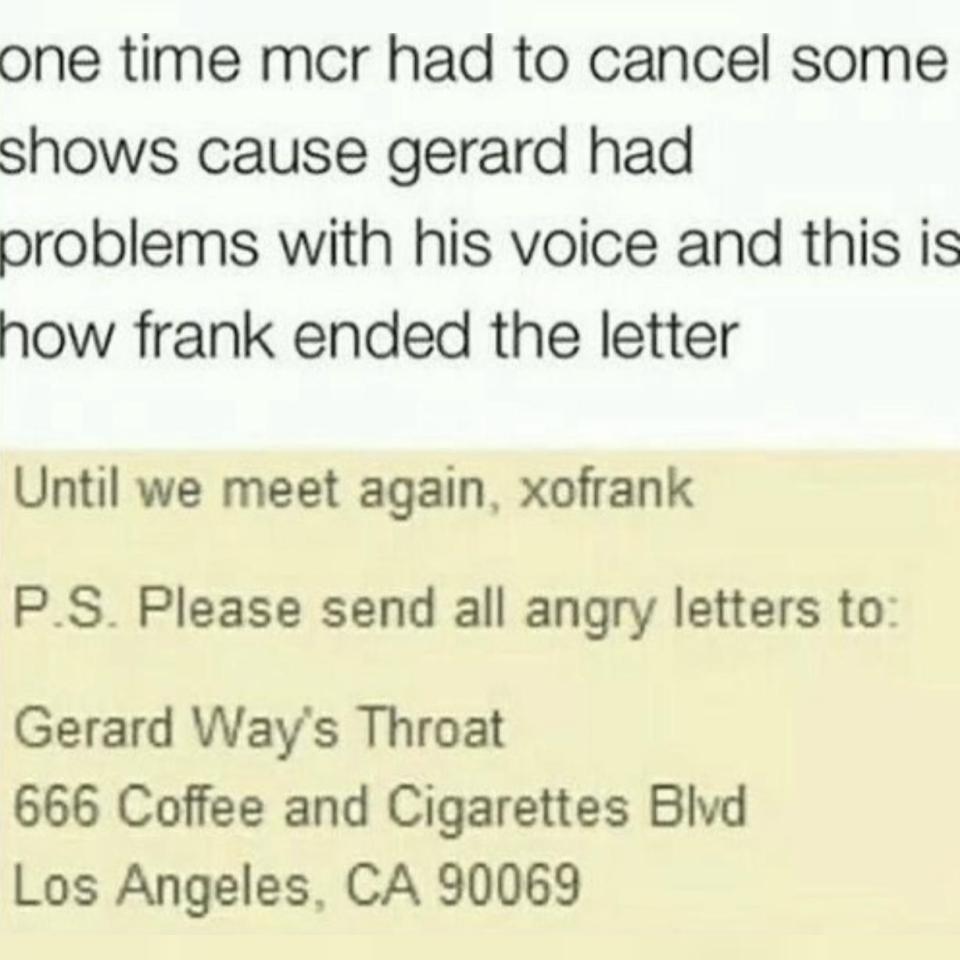 one time mcr had to cancel some
shows cause gerard had
problems with his voice and this is
how frank ended the letter
Until we meet again, xofrank
P.S. Please send all angry letters to:
Gerard Way's Throat
666 Coffee and Cigarettes Blvd
Los Angeles, CA 90069